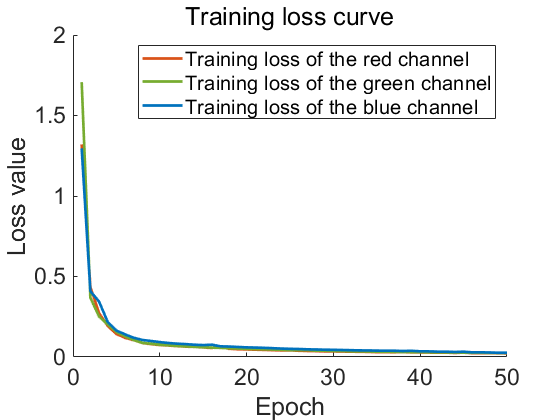 Training loss curve
Training loss of the red channel
Training loss of the green channel
Training loss of the blue channel
Loss value
2
1.5
1
0.5
0
0 10 20 30 40 50
Epoch